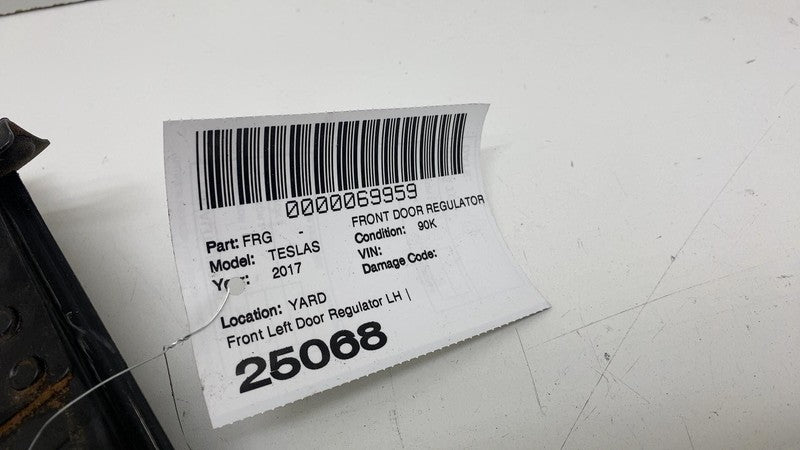 0000069959
Part: FRG - FRONT DOOR REGULATOR
Model: TESLAS Condition: 90K
Year: 2017 VIN:
Damage Code:
Location: YARD
Front Left Door Regulator LH |
25068